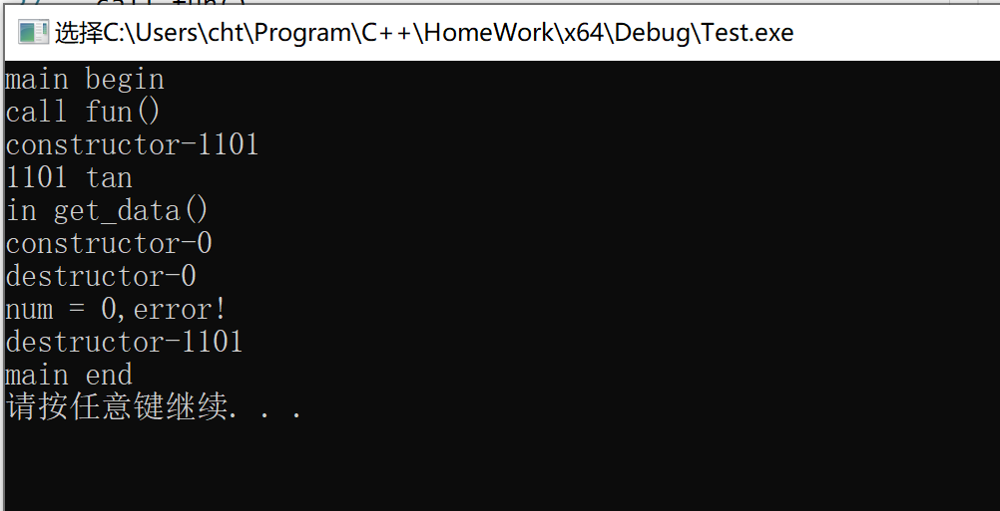 call fun()
选择C:\Users\cht\Program\C++\HomeWork\x64\Debug\Test.exe
main begin
call fun()
constructor-1101
1101 tan
in get_data()
constructor-0
destructor-0
num = 0,error!
destructor-1101
main end
请按任意键继续. . .